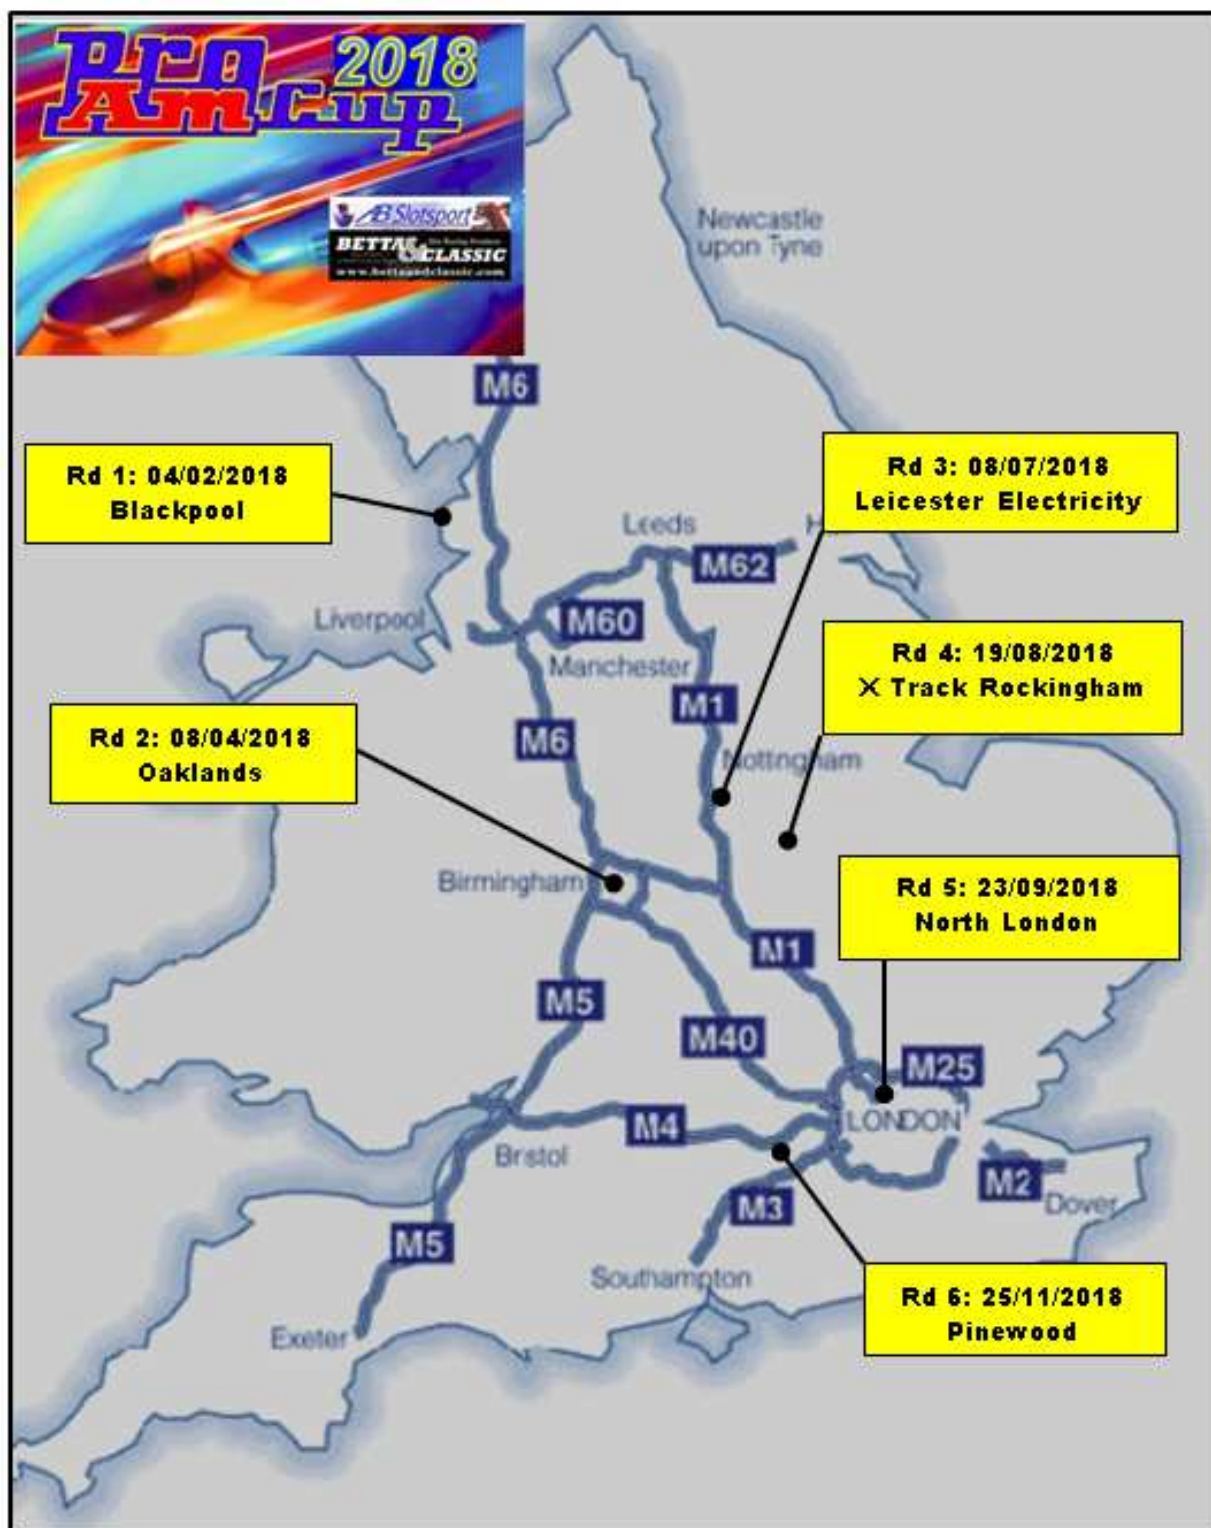 Pro 2018
Am Cup
AB Slotsport
BETTA & CLASSIC
www.bettaandclassic.com
Newcastle
upon Tyne
M6
Rd 1: 04/02/2018
Blackpool
Rd 3: 08/07/2018
Leicester Electricity
Leeds
H
M62
Liverpool
M60
Manchester
Rd 4: 19/08/2018
X Track Rockingham
M1
Rd 2: 08/04/2018
Oaklands
M6
Nottingham
Birmingham
Rd 5: 23/09/2018
North London
M1
M5
M40
M25
LONDON
M4
Bristol
M2
Dover
M3
M5
Southampton
Rd 6: 25/11/2018
Pinewood
Exeter